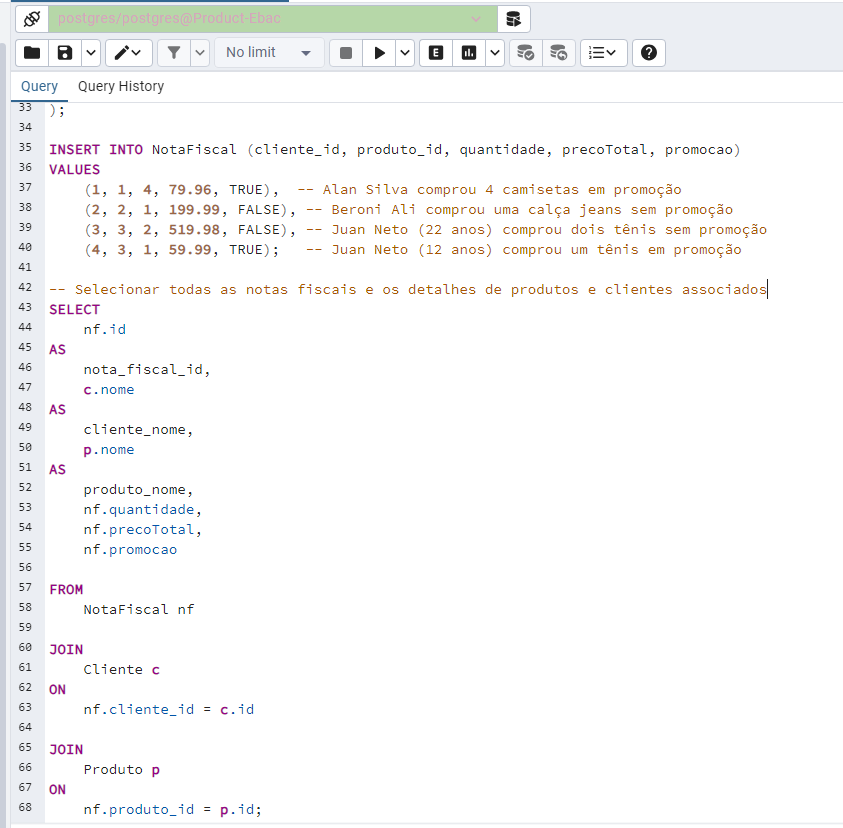 postgres/postgres@Product-Ebac
No limit
Query Query History
33 );
34
35 INSERT INTO NotaFiscal (cliente_id, produto_id, quantidade, precoTotal, promocao)
36 VALUES
37 (1, 1, 4, 79.96, TRUE), -- Alan Silva comprou 4 camisetas em promoção
38 (2, 2, 1, 199.99, FALSE), -- Beroni Ali comprou uma calça jeans sem promoção
39 (3, 3, 2, 519.98, FALSE), -- Juan Neto (22 anos) comprou dois tênis sem promoção
40 (4, 3, 1, 59.99, TRUE); -- Juan Neto (12 anos) comprou um tênis em promoção
41
42 -- Selecionar todas as notas fiscais e os detalhes de produtos e clientes associados
43 SELECT
44 nf.id
45 AS
46 nota_fiscal_id,
47 c.nome
48 AS
49 cliente_nome,
50 p.nome
51 AS
52 produto_nome,
53 nf.quantidade,
54 nf.precoTotal,
55 nf.promocao
56
57 FROM
58 NotaFiscal nf
59
60 JOIN
61 Cliente c
62 ON
63 nf.cliente_id = c.id
64
65 JOIN
66 Produto p
67 ON
68 nf.produto_id = p.id;